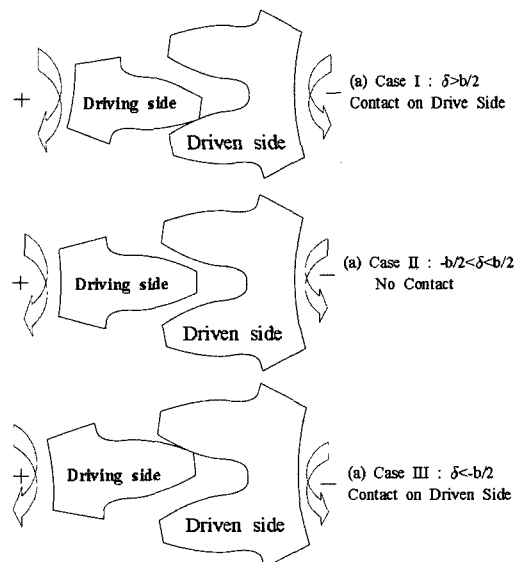 +
Driving side
Driven side
−
(a) Case I : δ>b/2
Contact on Drive Side
+
Driving side
Driven side
−
(a) Case II : -b/2<δ<b/2
No Contact
+
Driving side
Driven side
−
(a) Case III : δ<-b/2
Contact on Driven Side